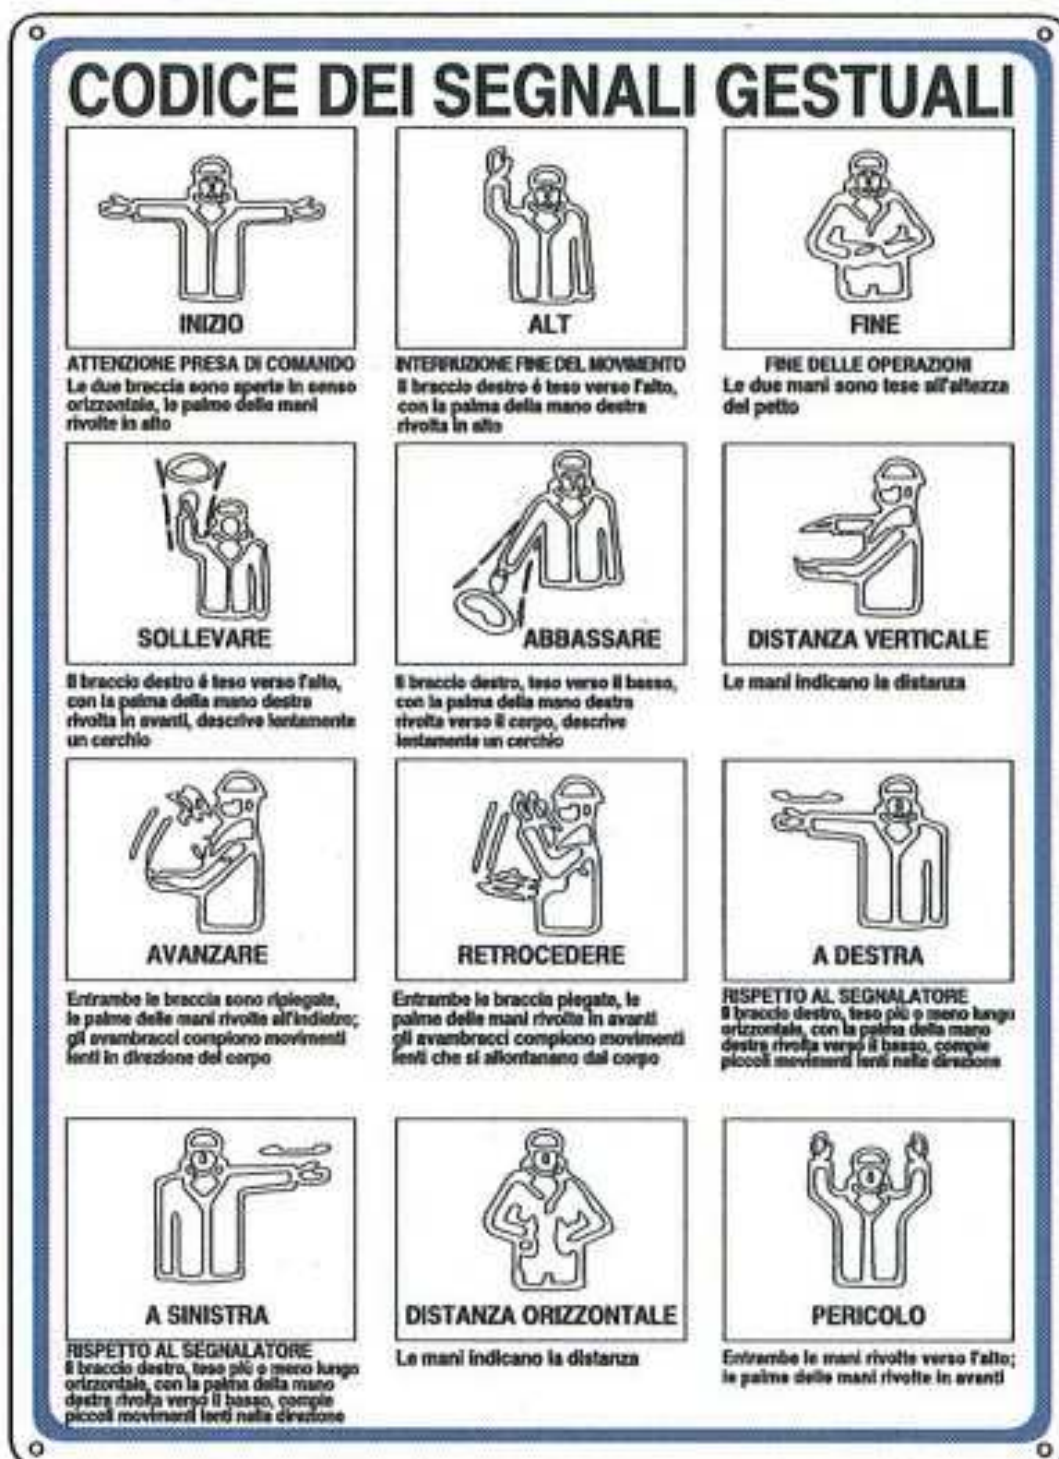 CODICE DEI SEGNALI GESTUALI
INIZIO
ATTENZIONE PRESA DI COMANDO
Le due braccia sono aperte in senso
orizzontale, le palme delle mani
rivolte in alto
ALT
INTERRUZIONE FINE DEL MOVIMENTO
Il braccio destro é teso verso l'alto,
con la palma della mano destra
rivolta in alto
FINE
FINE DELLE OPERAZIONI
Le due mani sono tese all'altezza
del petto
SOLLEVARE
Il braccio destro é teso verso l'alto,
con la palma della mano destra
rivolta in avanti, descrive lentamente
un cerchio
ABBASSARE
Il braccio destro, teso verso il basso,
con la palma della mano destra
rivolta verso il corpo, descrive
lentamente un cerchio
DISTANZA VERTICALE
Le mani indicano la distanza
AVANZARE
Entrambe le braccia sono ripiegate,
le palme delle mani rivolte all'indietro;
gli avambracci compiono movimenti
lenti in direzione del corpo
RETROCEDERE
Entrambe le braccia piegate, le
palme delle mani rivolte in avanti
gli avambracci compiono movimenti
lenti che si allontanano dal corpo
A DESTRA
RISPETTO AL SEGNALATORE
Il braccio destro, teso più o meno lungo
orizzontale, con la palma della mano
destra rivolta verso il basso, compie
piccoli movimenti lenti nella direzione
A SINISTRA
RISPETTO AL SEGNALATORE
Il braccio destro, teso più o meno lungo
orizzontale, con la palma della mano
destra rivolta verso il basso, compie
piccoli movimenti lenti nella direzione
DISTANZA ORIZZONTALE
Le mani indicano la distanza
PERICOLO
Entrambe le mani rivolte verso l'alto;
le palme delle mani rivolte in avanti